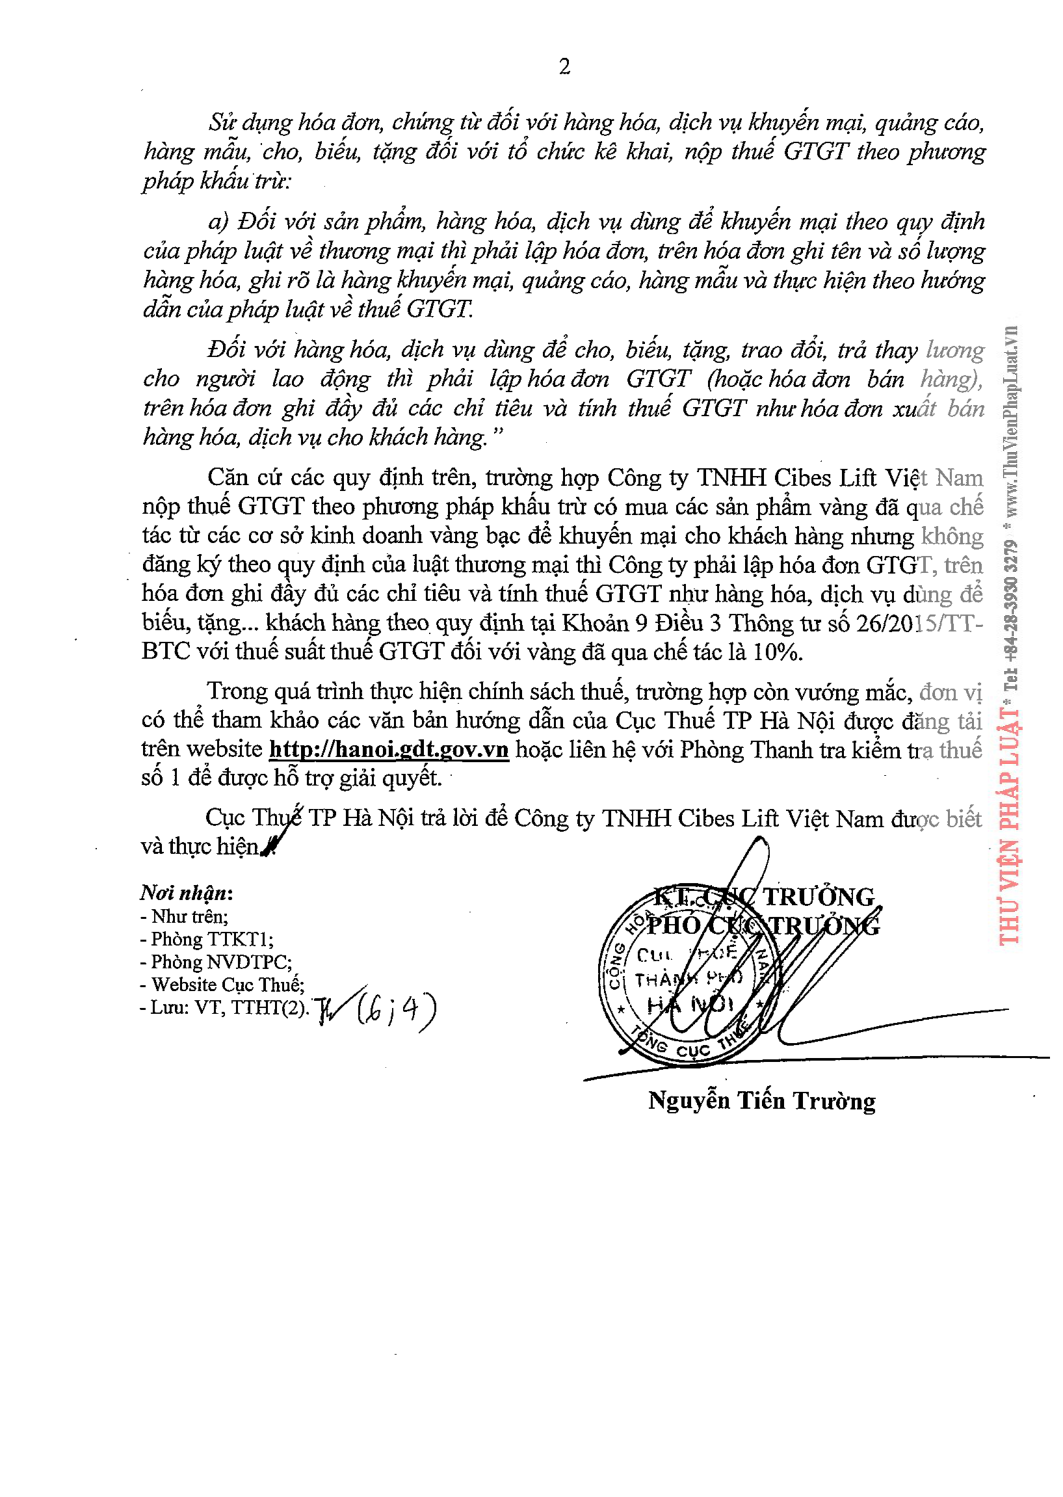 2
Sử dụng hóa đơn, chứng từ đối với hàng hóa, dịch vụ khuyến mại, quảng cáo,
hàng mẫu, cho, biếu, tặng đối với tổ chức kê khai, nộp thuế GTGT theo phương
pháp khấu trừ:
a) Đối với sản phẩm, hàng hóa, dịch vụ dùng để khuyến mại theo quy định
của pháp luật về thương mại thì phải lập hóa đơn, trên hóa đơn ghi tên và số lượng
hàng hóa, ghi rõ là hàng khuyến mại, quảng cáo, hàng mẫu và thực hiện theo hướng
dẫn của pháp luật về thuế GTGT.
Đối với hàng hóa, dịch vụ dùng để cho, biếu, tặng, trao đổi, trả thay lương
cho người lao động thì phải lập hóa đơn GTGT (hoặc hóa đơn bán hàng),
trên hóa đơn ghi đầy đủ các chỉ tiêu và tính thuế GTGT như hóa đơn xuất bán
hàng hóa, dịch vụ cho khách hàng.”
Căn cứ các quy định trên, trường hợp Công ty TNHH Cibes Lift Việt Nam
nộp thuế GTGT theo phương pháp khấu trừ có mua các sản phẩm vàng đã qua chế
tác từ các cơ sở kinh doanh vàng bạc để khuyến mại cho khách hàng nhưng không
đăng ký theo quy định của luật thương mại thì Công ty phải lập hóa đơn GTGT, trên
hóa đơn ghi đầy đủ các chỉ tiêu và tính thuế GTGT như hàng hóa, dịch vụ dùng để
biếu, tặng... khách hàng theo quy định tại Khoản 9 Điều 3 Thông tư số 26/2015/TT-
BTC với thuế suất thuế GTGT đối với vàng đã qua chế tác là 10%.
Trong quá trình thực hiện chính sách thuế, trường hợp còn vướng mắc, đơn vị
có thể tham khảo các văn bản hướng dẫn của Cục Thuế TP Hà Nội được đăng tải
trên website http://hanoi.gdt.gov.vn hoặc liên hệ với Phòng Thanh tra kiểm tra thuế
số 1 để được hỗ trợ giải quyết.
Cục Thuế TP Hà Nội trả lời để Công ty TNHH Cibes Lift Việt Nam được biết
và thực hiện./.
Nơi nhận:
- Như trên;
- Phòng TTKT1;
- Phòng NVDTPC;
- Website Cục Thuế;
- Lưu: VT, TTHT(2). (6; 4)
KT. CỤC TRƯỞNG
PHÓ CỤC TRƯỞNG
CỤC THUẾ
THÀNH PHỐ
HÀ NỘI
TỔNG CỤC THUẾ
Nguyễn Tiến Trường
THƯ VIỆN PHÁP LUẬT * Tel: +84-28-3930 3279 * www.ThuVienPhapLuat.vn